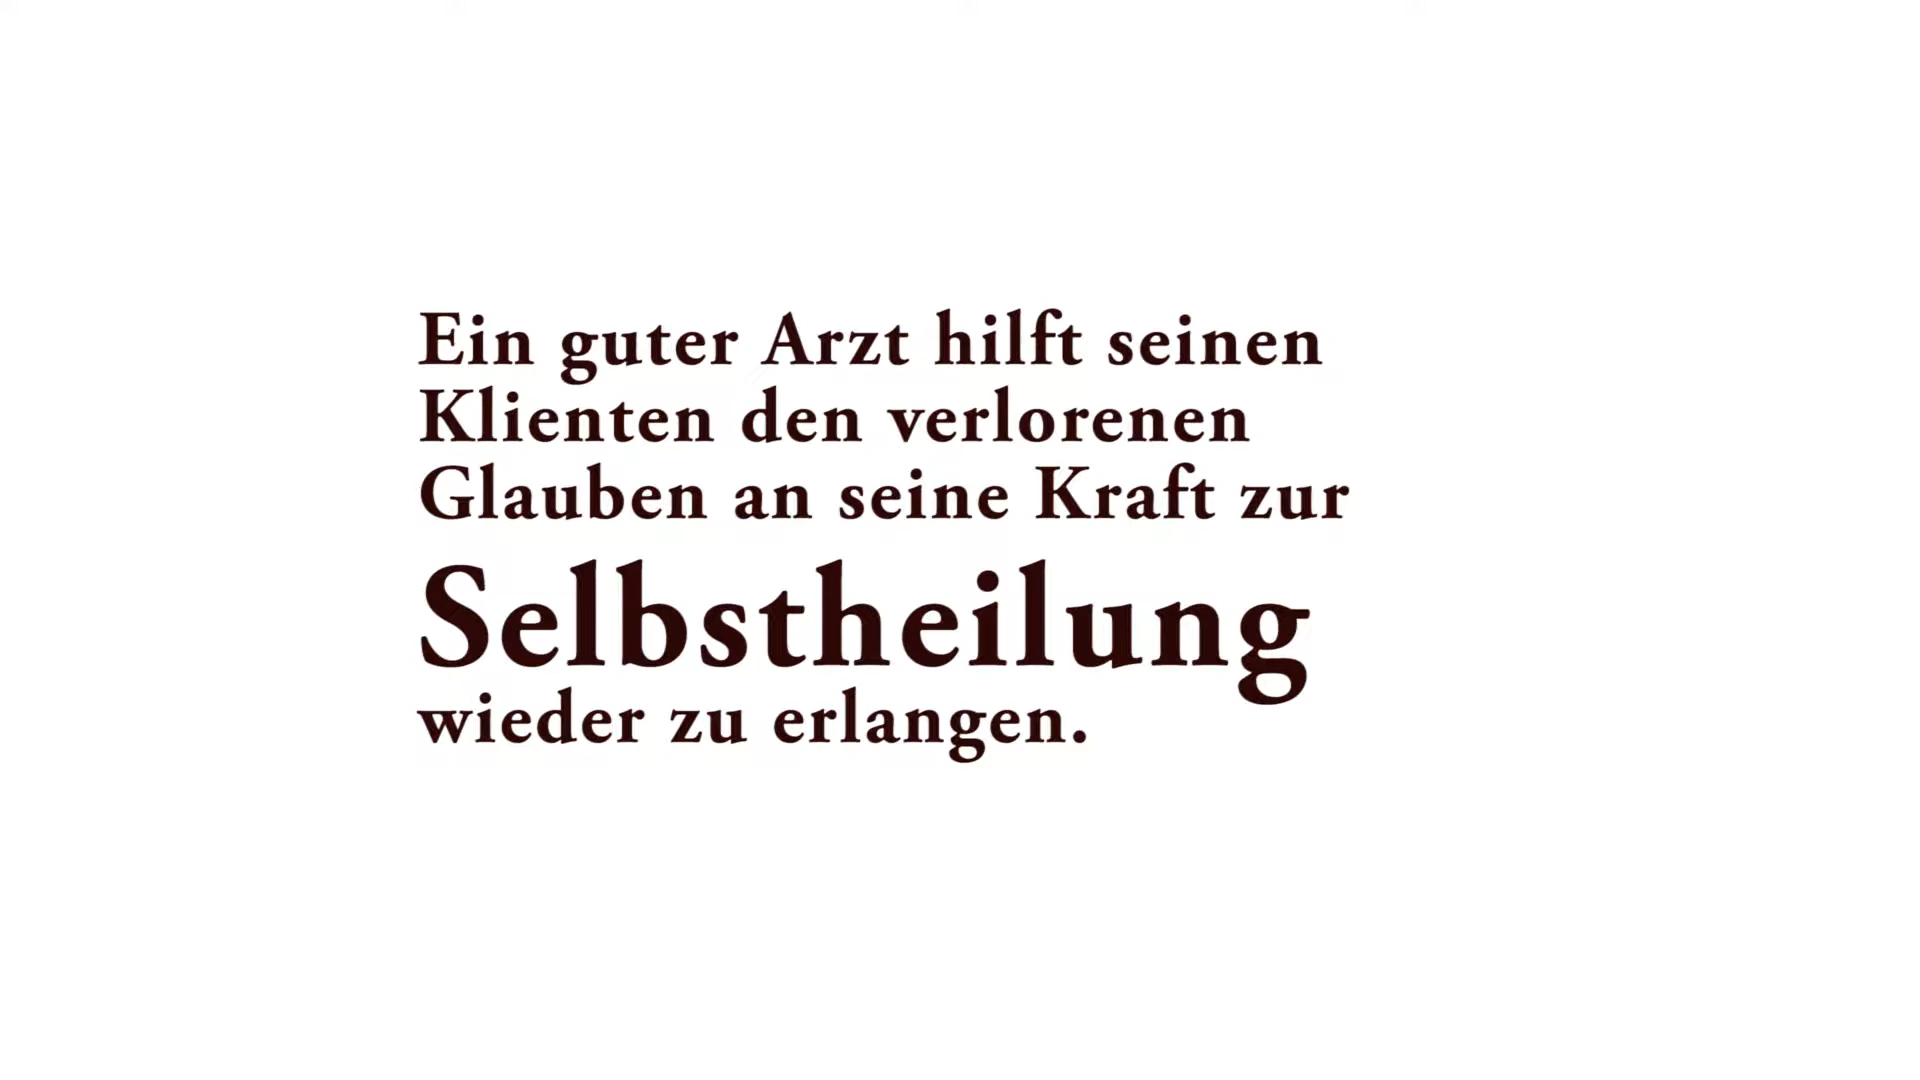 Ein guter Arzt hilft seinen
Klienten den verlorenen
Glauben an seine Kraft zur
Selbstheilung
wieder zu erlangen.